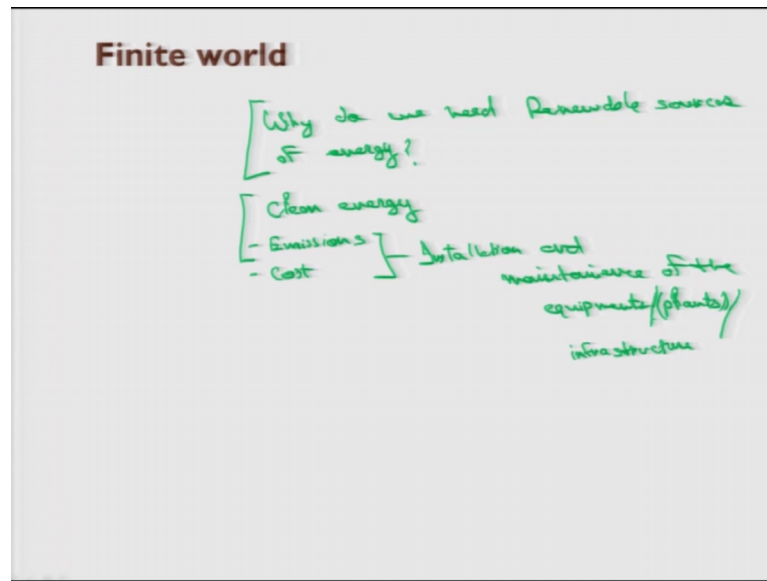 Finite world
Why do we need Renewable sources
of energy?
Clean energy
- Emissions
- Cost
Installation and
maintainence of the
equipments/(plants)/
infrastructure